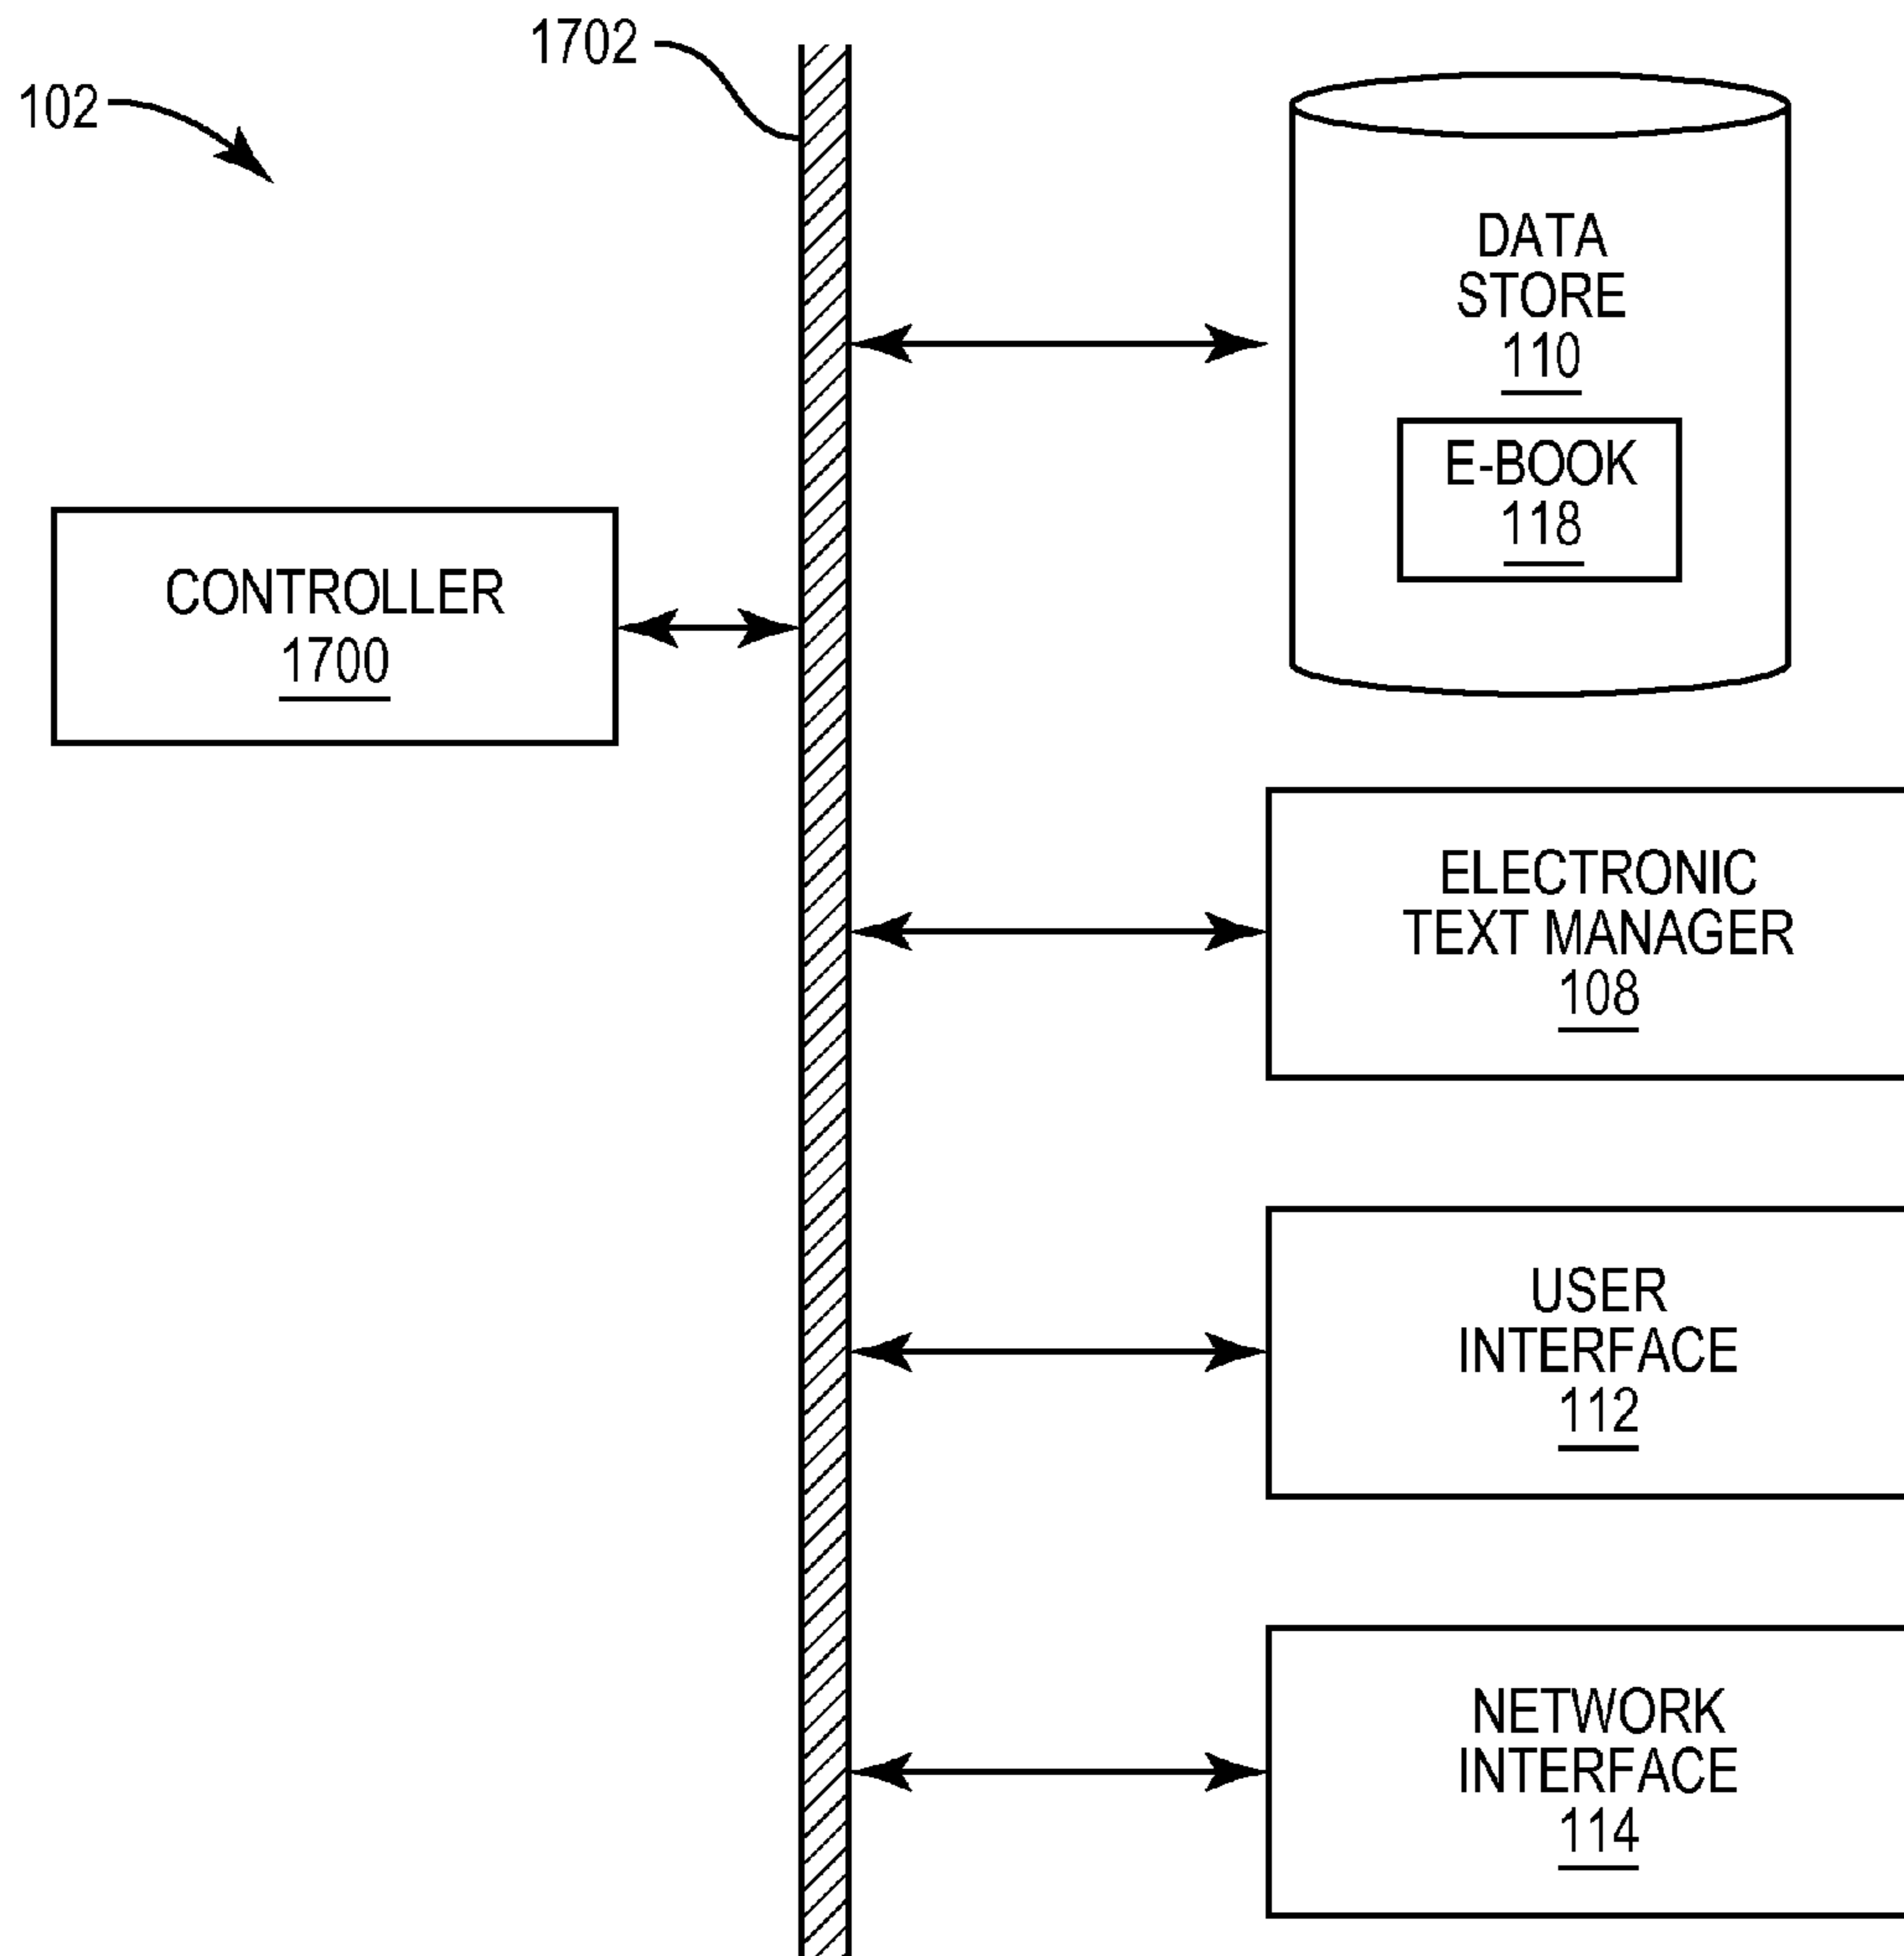 1702
102
DATA
STORE
110
E-BOOK
118
CONTROLLER
1700
ELECTRONIC
TEXT MANAGER
108
USER
INTERFACE
112
NETWORK
INTERFACE
114